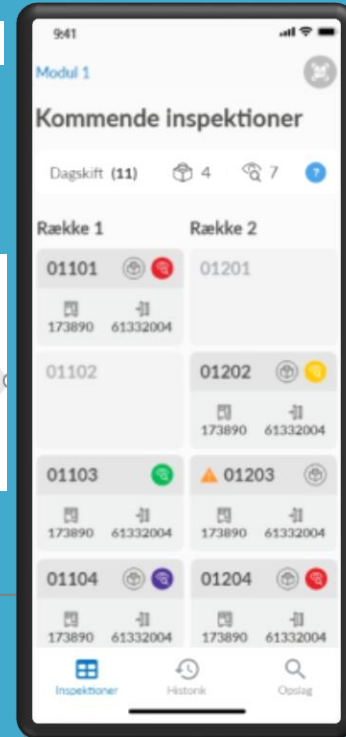 9:41
Modul 1
Kommende inspektioner
Dagskift (11) 4 7 ?
Række 1 Række 2
01101 01201
173890 61332004
01102 01202
173890 61332004
01103 01203
173890 61332004 173890 61332004
01104 01204
173890 61332004 173890 61332004
Inspektioner Historik Opslag